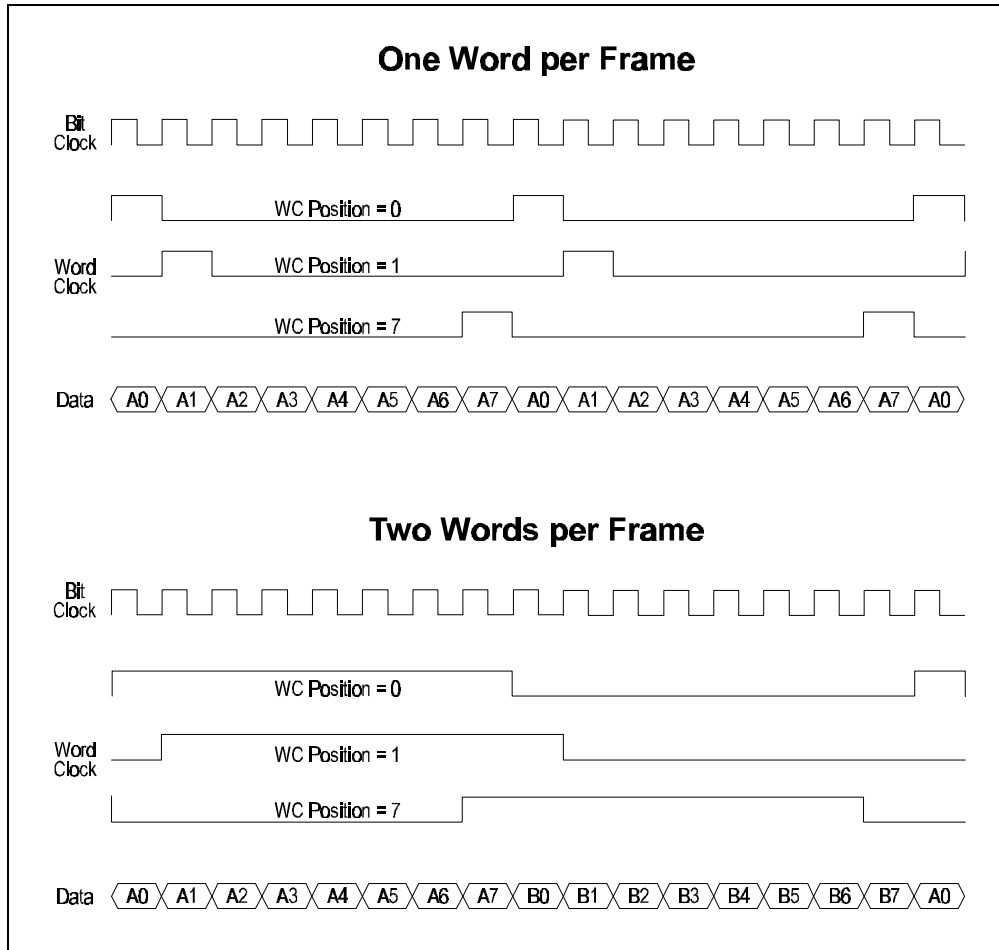 One Word per Frame
Bit
Clock
WC Position = 0
Word
Clock
WC Position = 1
WC Position = 7
Data A0 A1 A2 A3 A4 A5 A6 A7 A0 A1 A2 A3 A4 A5 A6 A7 A0
Two Words per Frame
Bit
Clock
WC Position = 0
Word
Clock
WC Position = 1
WC Position = 7
Data A0 A1 A2 A3 A4 A5 A6 A7 B0 B1 B2 B3 B4 B5 B6 B7 A0